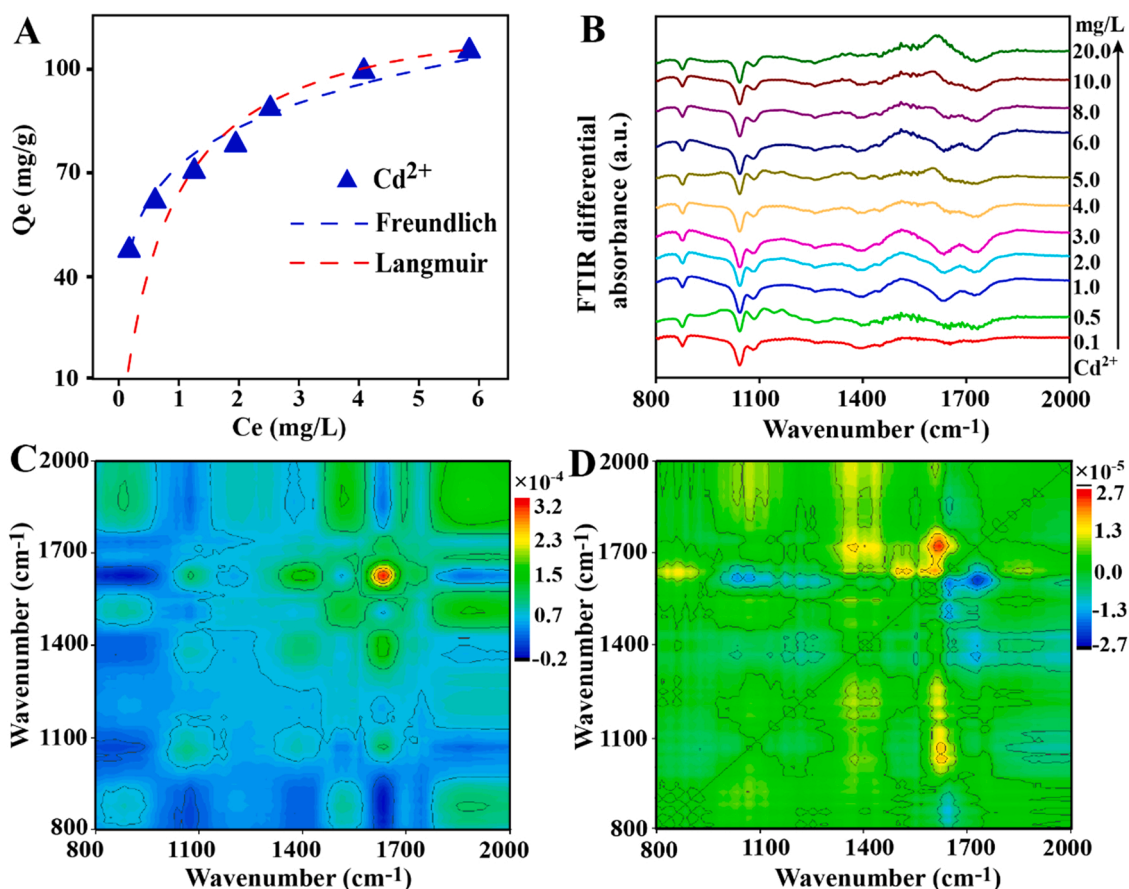 A
Qe (mg/g)
100
70
40
10
Cd2+
Freundlich
Langmuir
0 1 2 3 4 5 6
Ce (mg/L)
B
FTIR differential
absorbance (a.u.)
mg/L
20.0
10.0
8.0
6.0
5.0
4.0
3.0
2.0
1.0
0.5
0.1
Cd2+
800 1100 1400 1700 2000
Wavenumber (cm-1)
C
Wavenumber (cm-1)
2000
1700
1400
1100
800
×10-4
3.2
2.3
1.5
0.7
-0.2
800 1100 1400 1700 2000
Wavenumber (cm-1)
D
Wavenumber (cm-1)
2000
1700
1400
1100
800
×10-5
2.7
1.3
0.0
-1.3
-2.7
800 1100 1400 1700 2000
Wavenumber (cm-1)